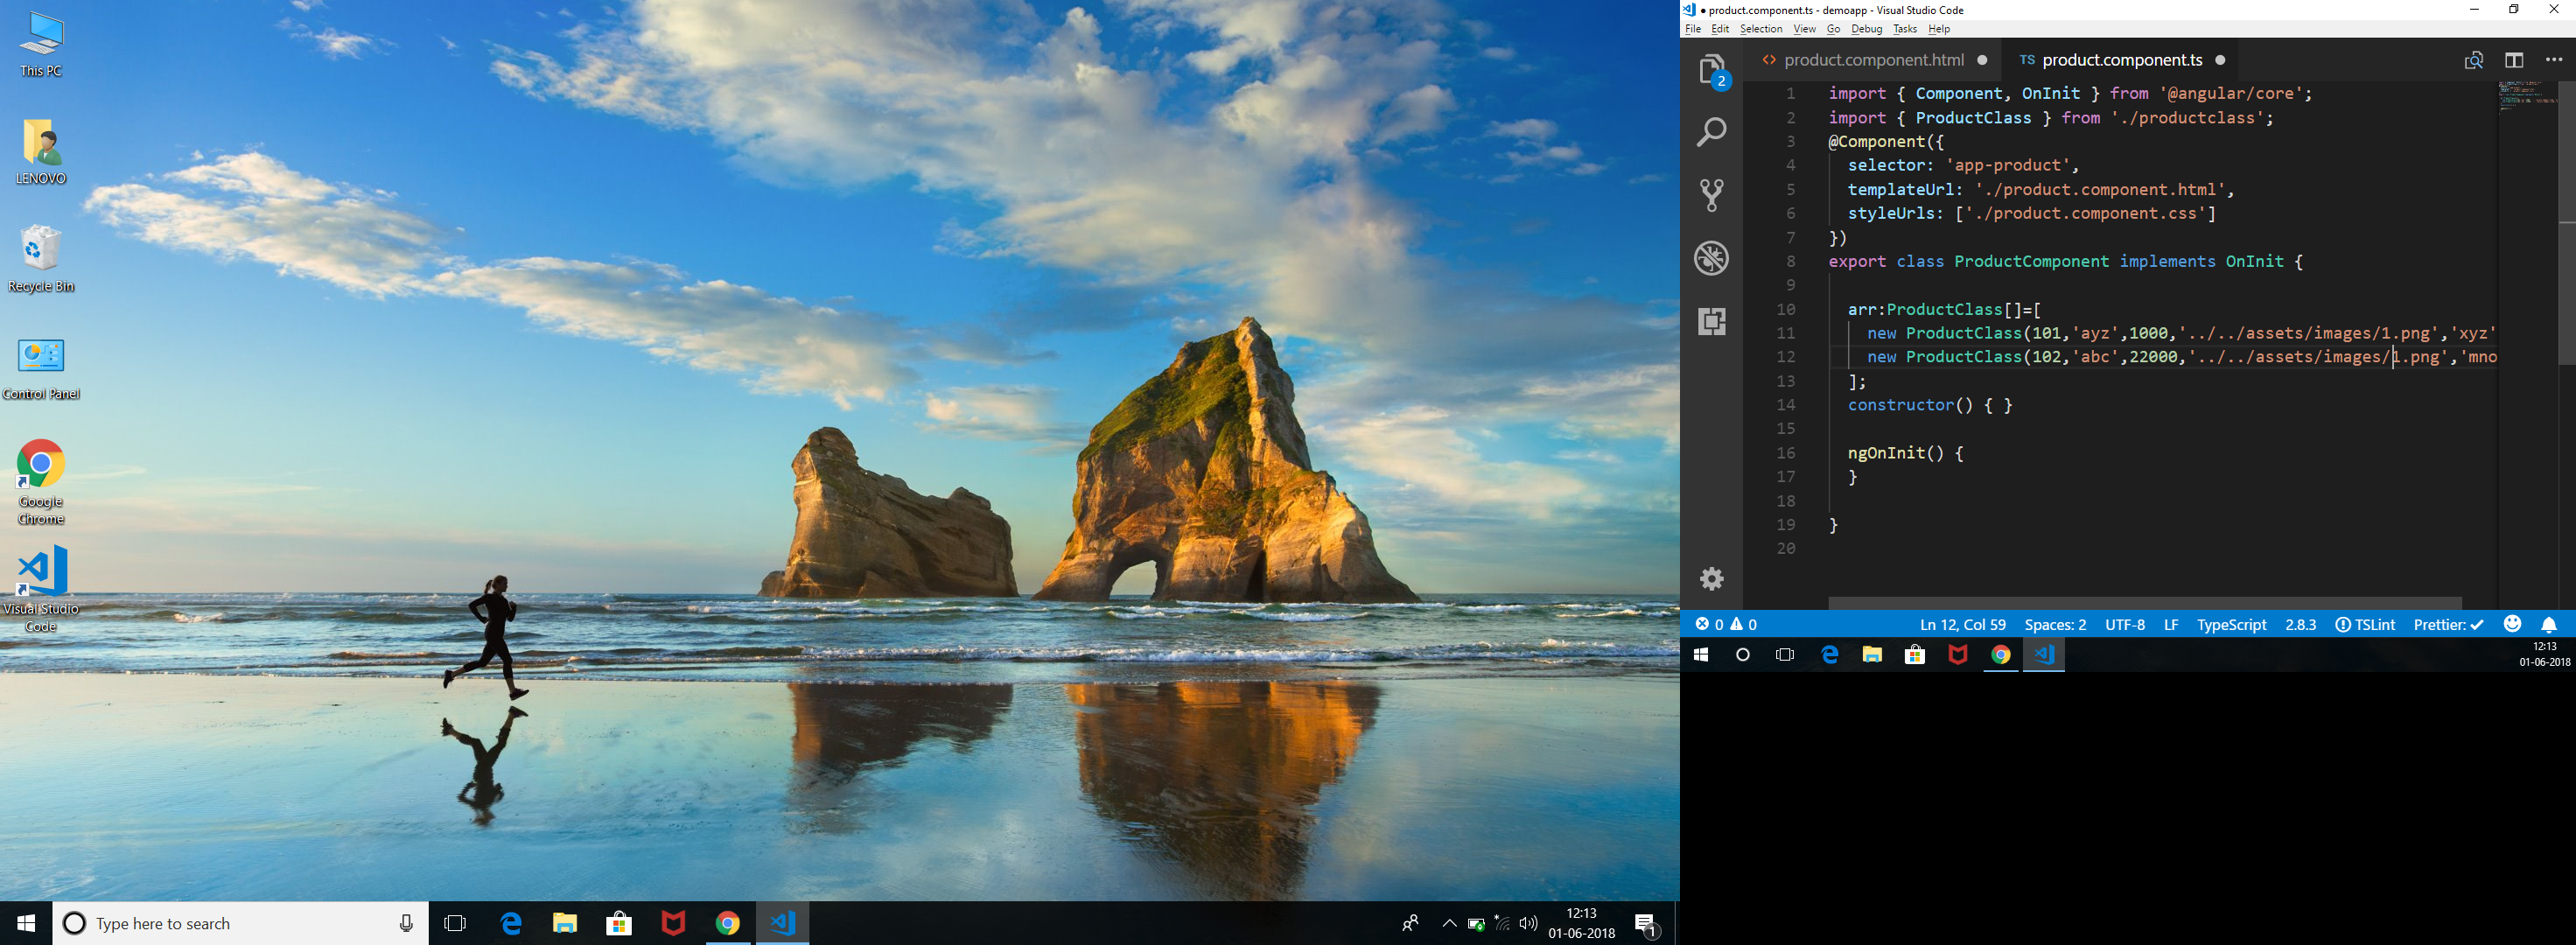 This PC
LENOVO
Recycle Bin
Control Panel
Google
Chrome
Visual Studio
Code
Type here to search
12:13
01-06-2018
1
● product.component.ts - demoapp - Visual Studio Code
File Edit Selection View Go Debug Tasks Help
2
<> product.component.html ● TS product.component.ts ●
1 import { Component, OnInit } from '@angular/core';
2 import { ProductClass } from './productclass';
3 @Component({
4 selector: 'app-product',
5 templateUrl: './product.component.html',
6 styleUrls: ['./product.component.css']
7 })
8 export class ProductComponent implements OnInit {
9
10 arr:ProductClass[]=[
11 new ProductClass(101,'ayz',1000,'../../assets/images/1.png','xyz'
12 new ProductClass(102,'abc',22000,'../../assets/images/1.png','mno
13 ];
14 constructor() { }
15
16 ngOnInit() {
17 }
18
19 }
20
0 0 Ln 12, Col 59 Spaces: 2 UTF-8 LF TypeScript 2.8.3 TSLint Prettier: ✔
12:13
01-06-2018